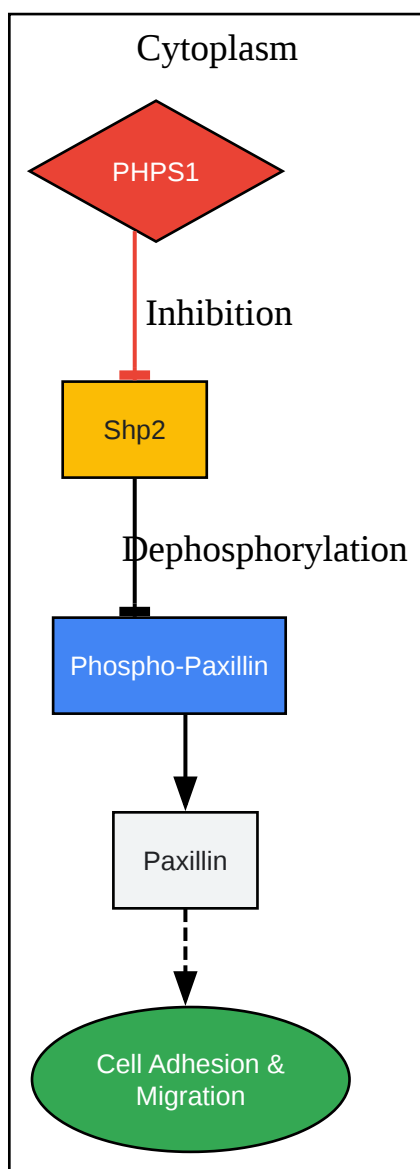 Cytoplasm
PHPS1
Inhibition
Shp2
Dephosphorylation
Phospho-Paxillin
Paxillin
Cell Adhesion &
Migration